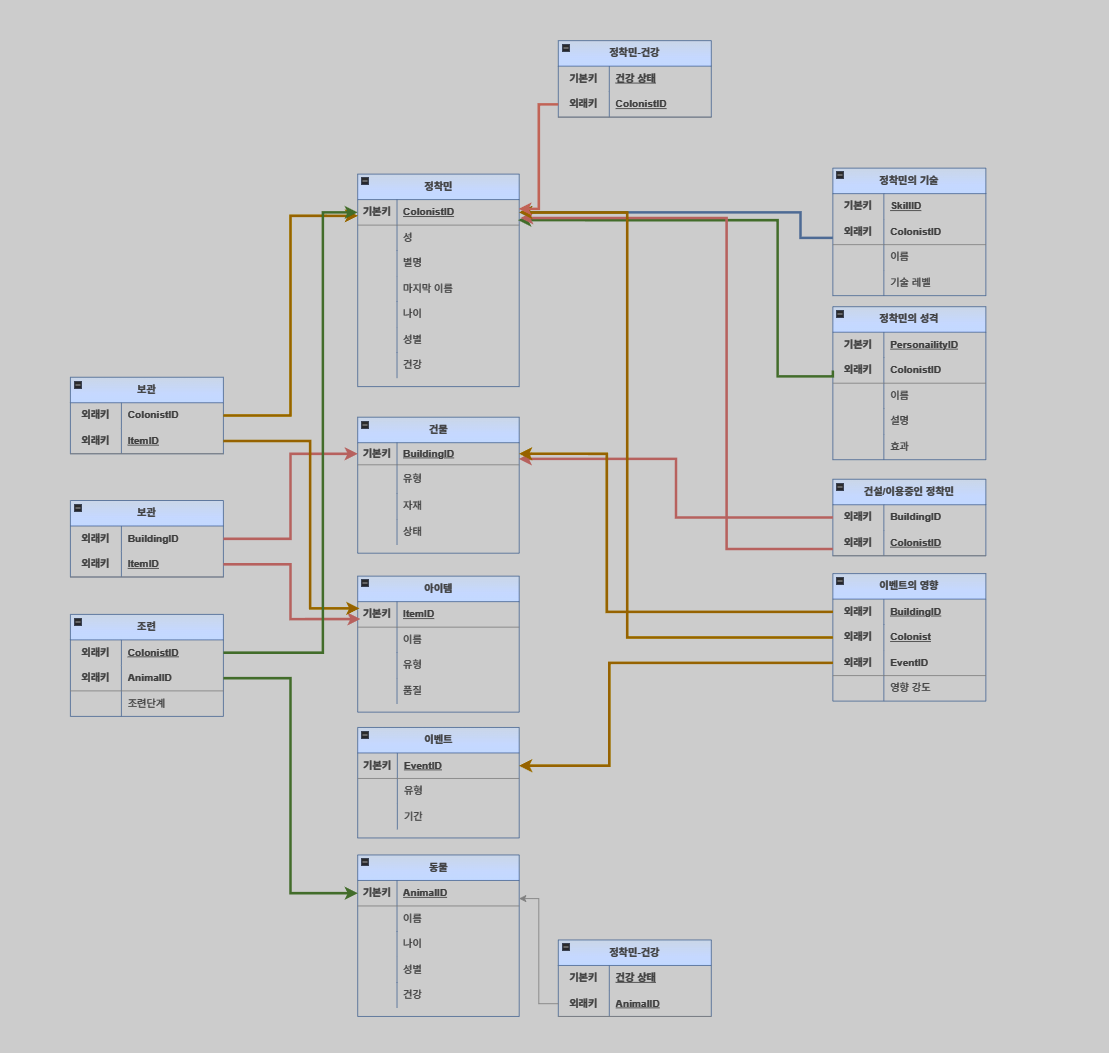 정착민-건강
기본키 건강 상태
외래키 ColonistID
정착민
기본키 ColonistID
성
별명
마지막 이름
나이
성별
건강
정착민의 기술
기본키 SkillID
외래키 ColonistID
이름
기술 레벨
정착민의 성격
기본키 PersonailityID
외래키 ColonistID
이름
설명
효과
보관
외래키 ColonistID
외래키 ItemID
건물
기본키 BuildingID
유형
자재
상태
건설/이용중인 정착민
외래키 BuildingID
외래키 ColonistID
보관
외래키 BuildingID
외래키 ItemID
아이템
기본키 ItemID
이름
유형
품질
이벤트의 영향
외래키 BuildingID
외래키 Colonist
외래키 EventID
영향 강도
조련
외래키 ColonistID
외래키 AnimalID
조련단계
이벤트
기본키 EventID
유형
기간
동물
기본키 AnimalID
이름
나이
성별
건강
정착민-건강
기본키 건강 상태
외래키 AnimalID